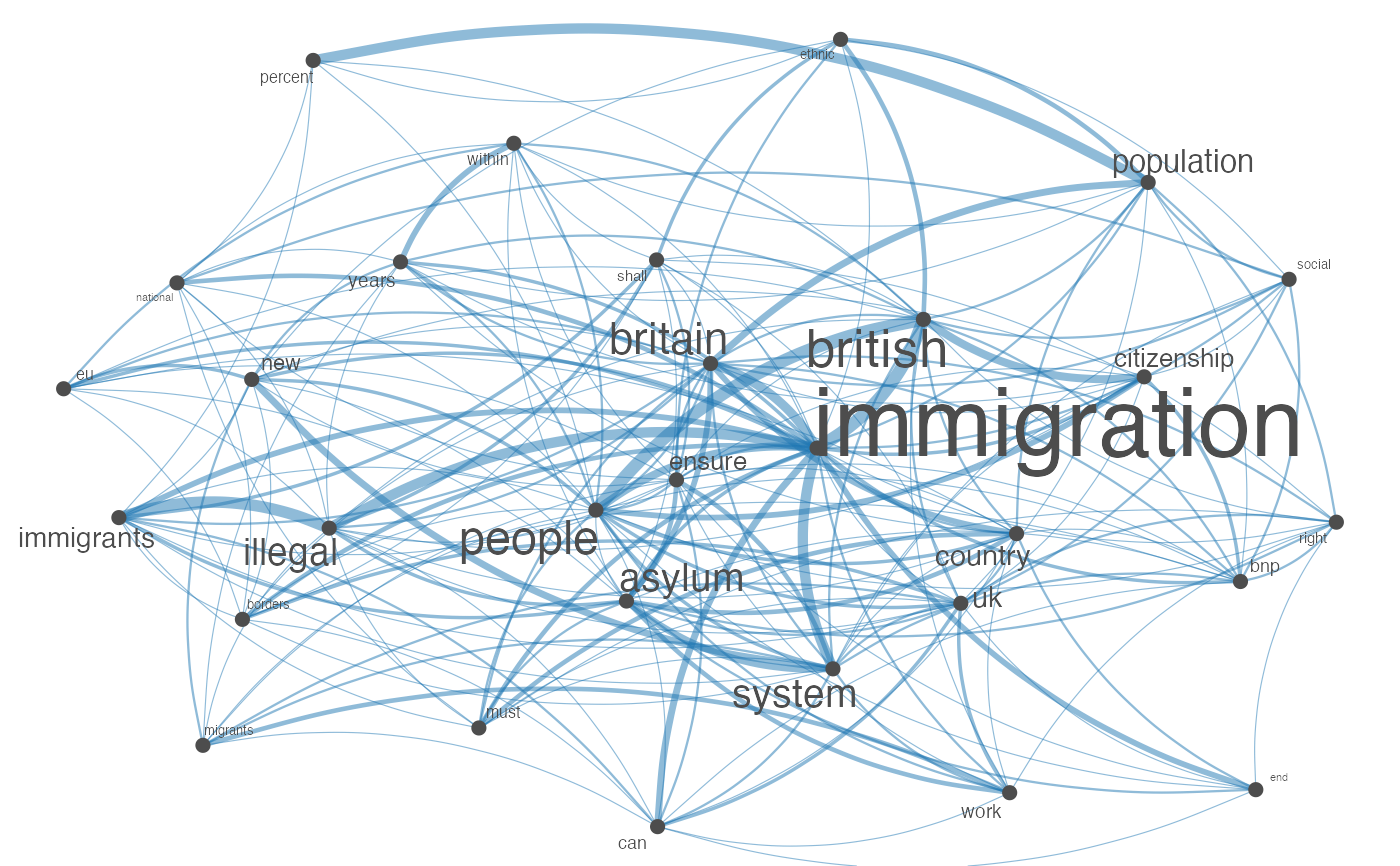 ethnic
percent
within
population
social
shall
years
national
britain
british
new
eu
citizenship
immigration
ensure
people
immigrants
illegal
country
asylum
bnp
right
uk
borders
system
must
migrants
end
work
can